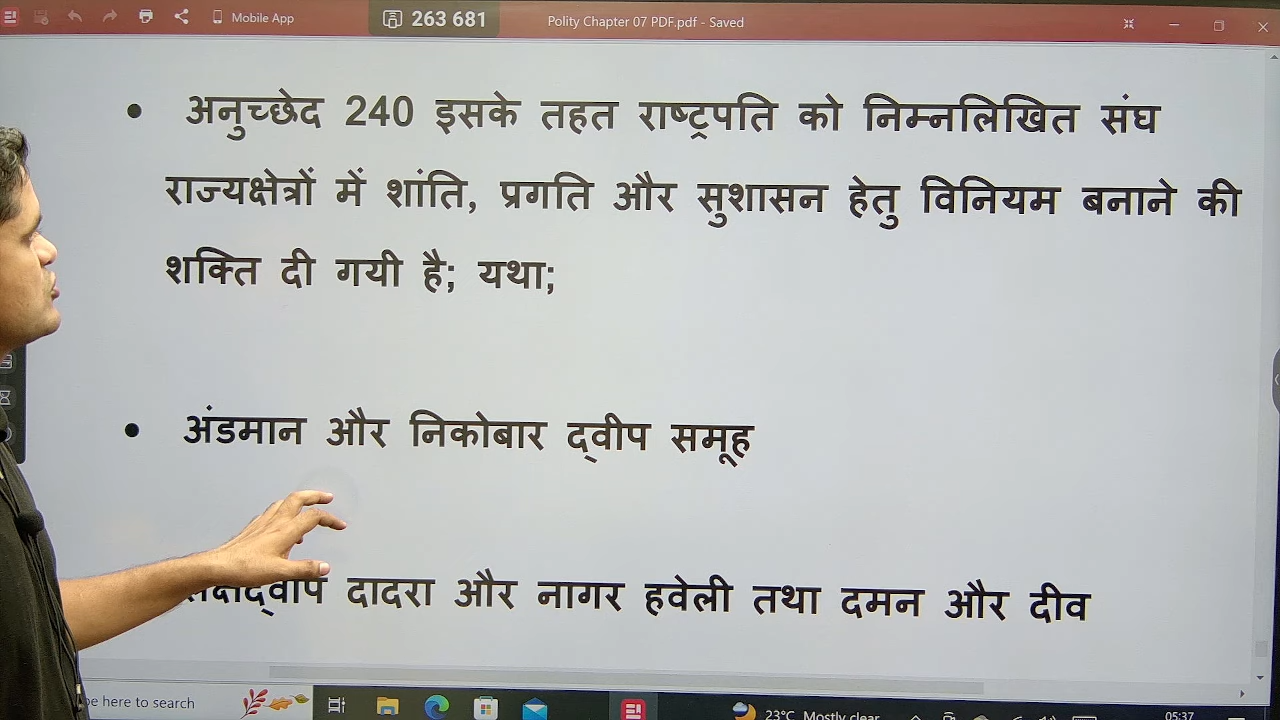 Mobile App
263 681
Polity Chapter 07 PDF.pdf - Saved
अनुच्छेद 240 इसके तहत राष्ट्रपति को निम्नलिखित संघ
राज्यक्षेत्रों में शांति, प्रगति और सुशासन हेतु विनियम बनाने की
शक्ति दी गयी है; यथा;
अंडमान और निकोबार द्वीप समूह
दादरा और नागर हवेली तथा दमन और दीव
here to search
23°C Mostly clear
05:37